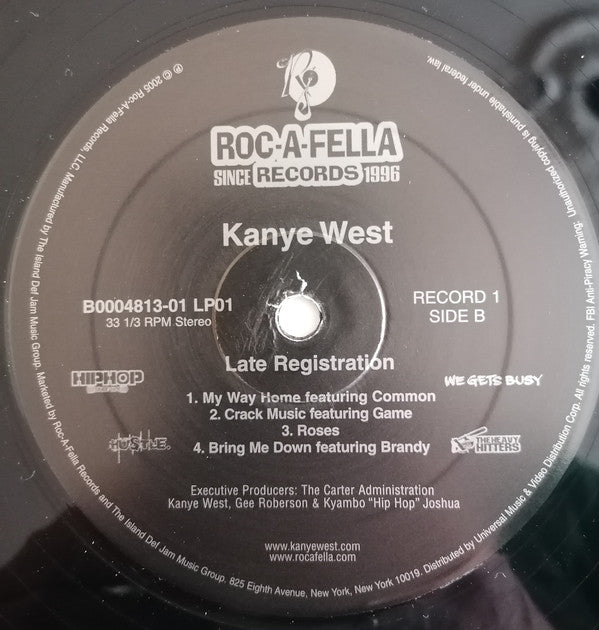 ROC-A-FELLA
SINCE RECORDS 1996
Kanye West
B0004813-01 LP01
33 1/3 RPM Stereo
RECORD 1
SIDE B
Late Registration
HIPHOP
WE GETS BUSY
1. My Way Home featuring Common
2. Crack Music featuring Game
3. Roses
4. Bring Me Down featuring Brandy
HUSTLE.
THE HEAVY
HITTERS
Executive Producers: The Carter Administration
Kanye West, Gee Roberson & Kyambo "Hip Hop" Joshua
www.kanyewest.com
www.rocafella.com
℗ © 2005 Roc-A-Fella Records, LLC. Manufactured by The Island Def Jam Music Group. Marketed by Roc-A-Fella Records and The Island Def Jam Music Group. 825 Eighth Avenue, New York, New York 10019. Distributed by Universal Music & Video Distribution Corp. All rights reserved. FBI Anti-Piracy Warning: Unauthorized copying is punishable under federal law.